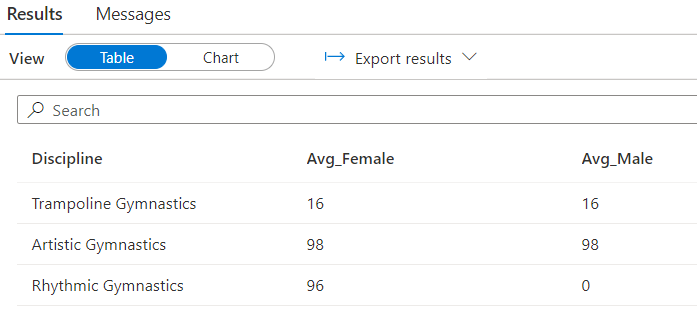 Results Messages
View Table Chart Export results
Search
Discipline Avg_Female Avg_Male
Trampoline Gymnastics 16 16
Artistic Gymnastics 98 98
Rhythmic Gymnastics 96 0